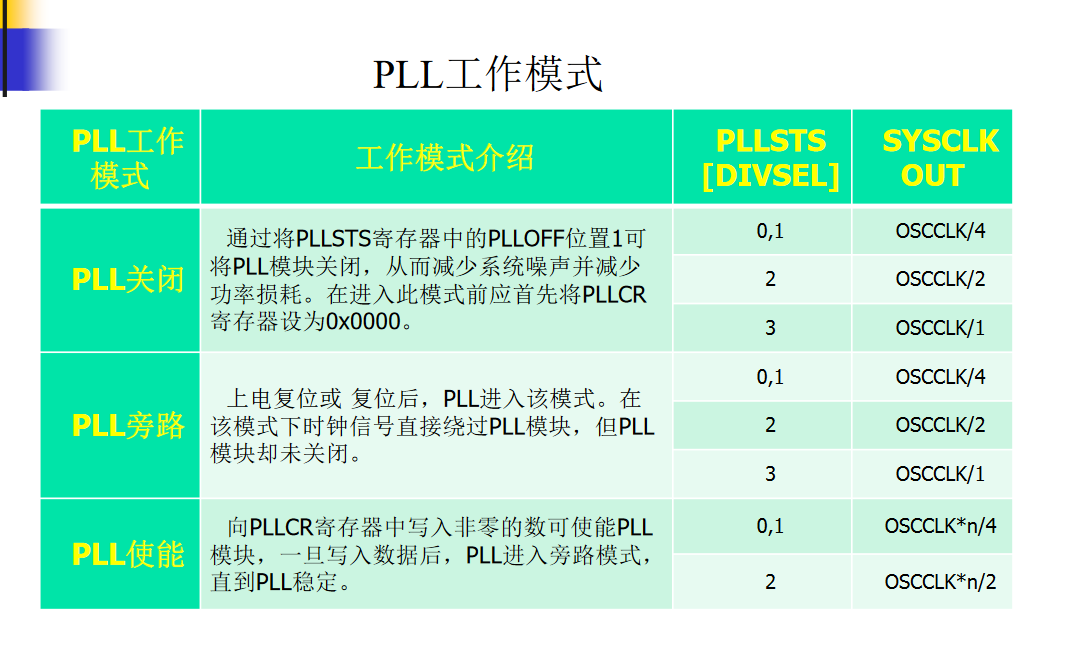 PLL工作模式
PLL工作
模式
工作模式介绍
PLLSTS
[DIVSEL]
SYSCLK
OUT
PLL关闭
通过将PLLSTS寄存器中的PLLOFF位置1可
将PLL模块关闭，从而减少系统噪声并减少
功率损耗。在进入此模式前应首先将PLLCR
寄存器设为0x0000。
0,1
OSCCLK/4
2
OSCCLK/2
3
OSCCLK/1
PLL旁路
上电复位或 复位后，PLL进入该模式。在
该模式下时钟信号直接绕过PLL模块，但PLL
模块却未关闭。
0,1
OSCCLK/4
2
OSCCLK/2
3
OSCCLK/1
PLL使能
向PLLCR寄存器中写入非零的数可使能PLL
模块，一旦写入数据后，PLL进入旁路模式，
直到PLL稳定。
0,1
OSCCLK*n/4
2
OSCCLK*n/2